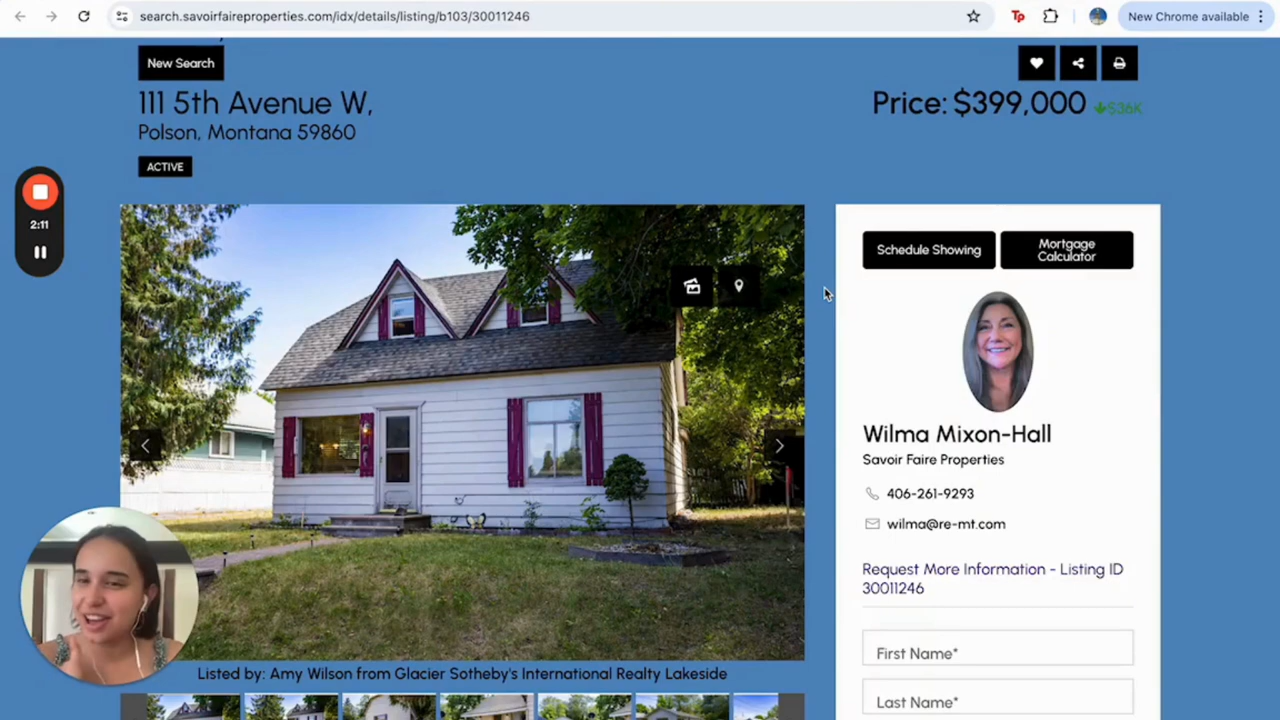 search.savoirfaireproperties.com/idx/details/listing/b103/30011246
Tp
New Chrome available
New Search
111 5th Avenue W,
Polson, Montana 59860
Price: $399,000
$36K
ACTIVE
2:11
Schedule Showing
Mortgage
Calculator
Wilma Mixon-Hall
Savoir Faire Properties
406-261-9293
wilma@re-mt.com
Request More Information - Listing ID
30011246
First Name*
Last Name*
Listed by: Amy Wilson from Glacier Sotheby's International Realty Lakeside